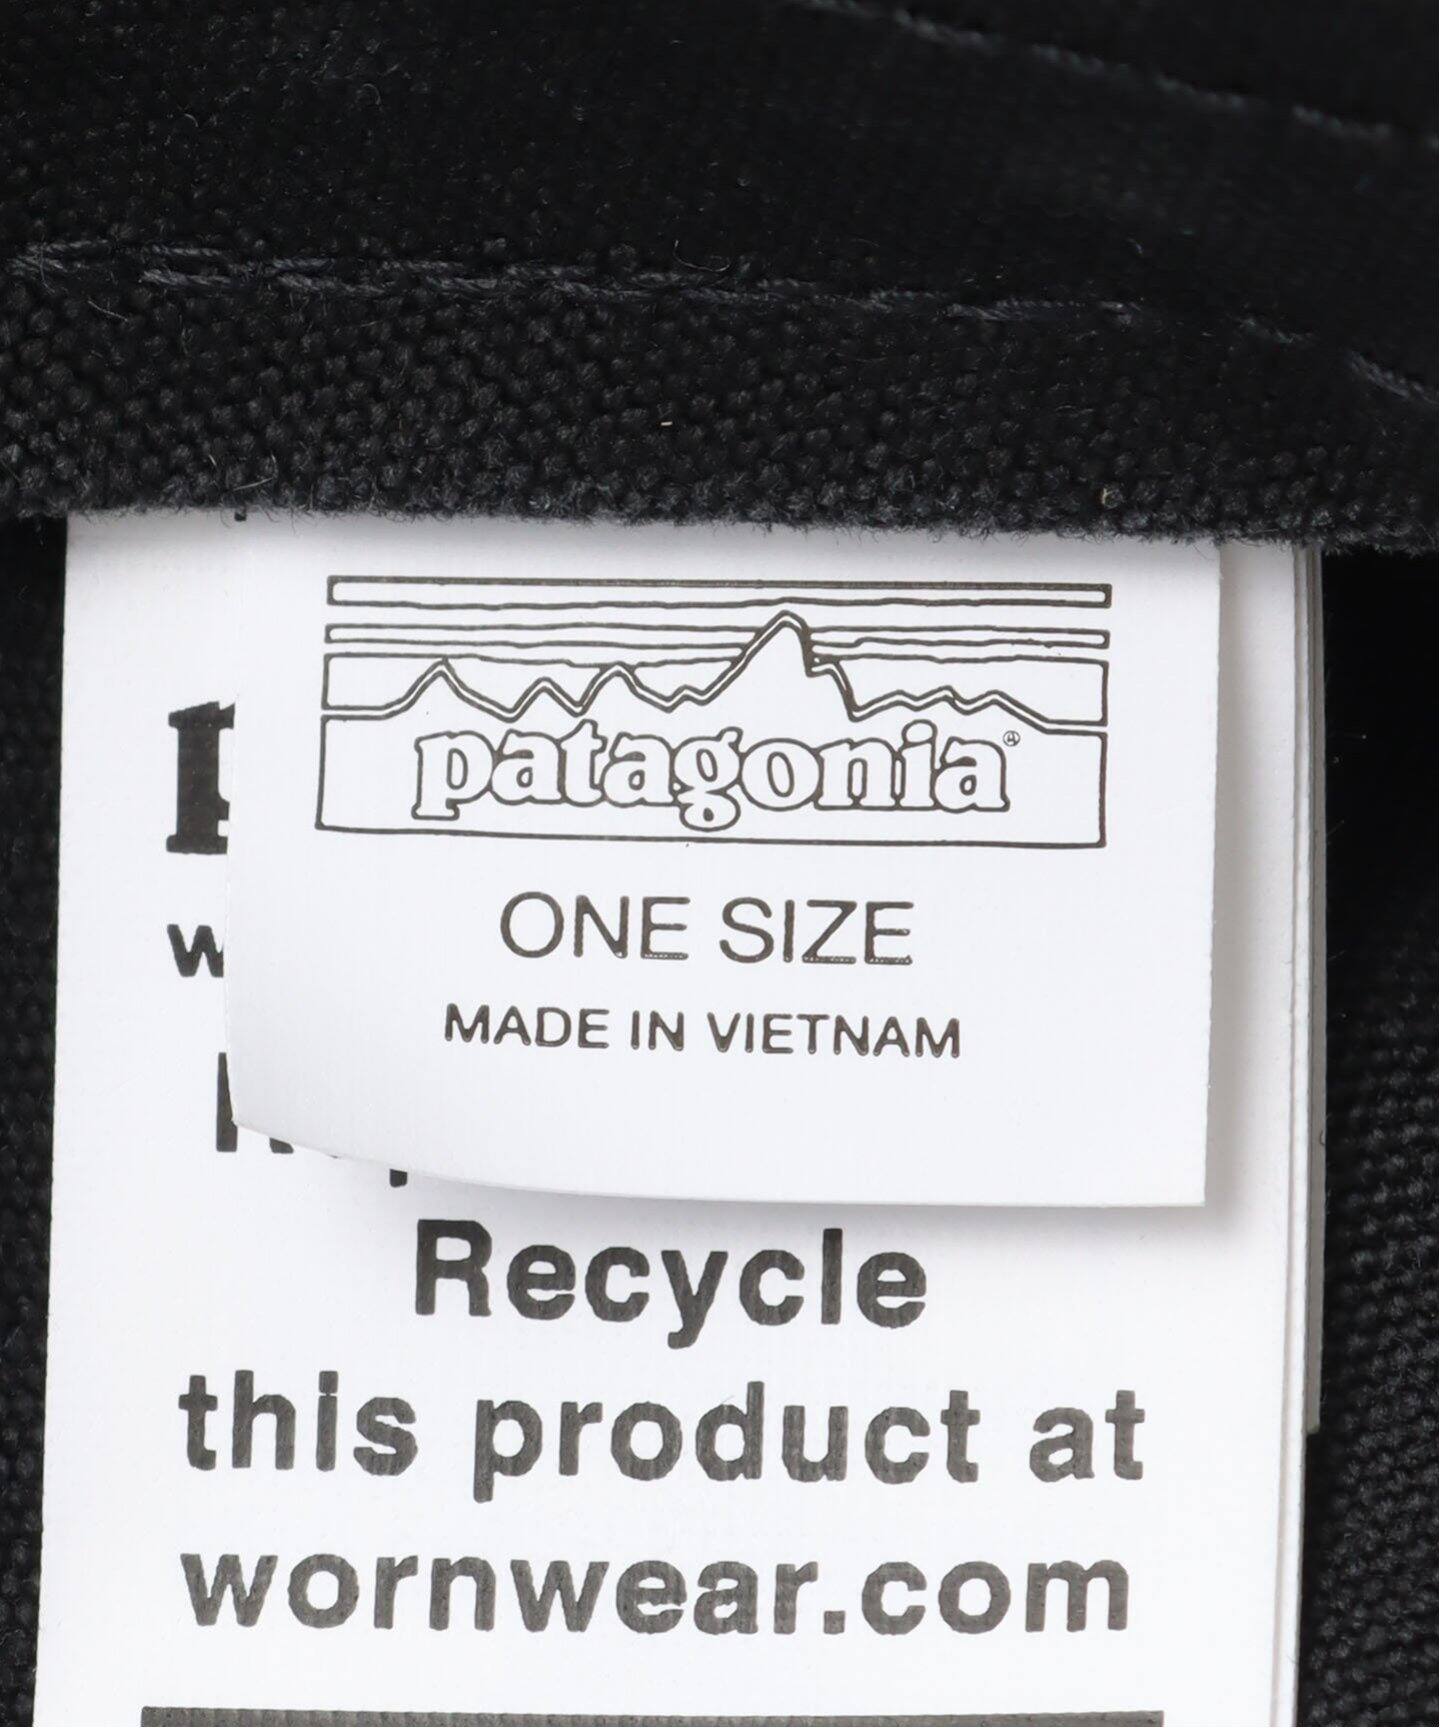 patagonia®
ONE SIZE
MADE IN VIETNAM
Recycle
this product at
wornwear.com